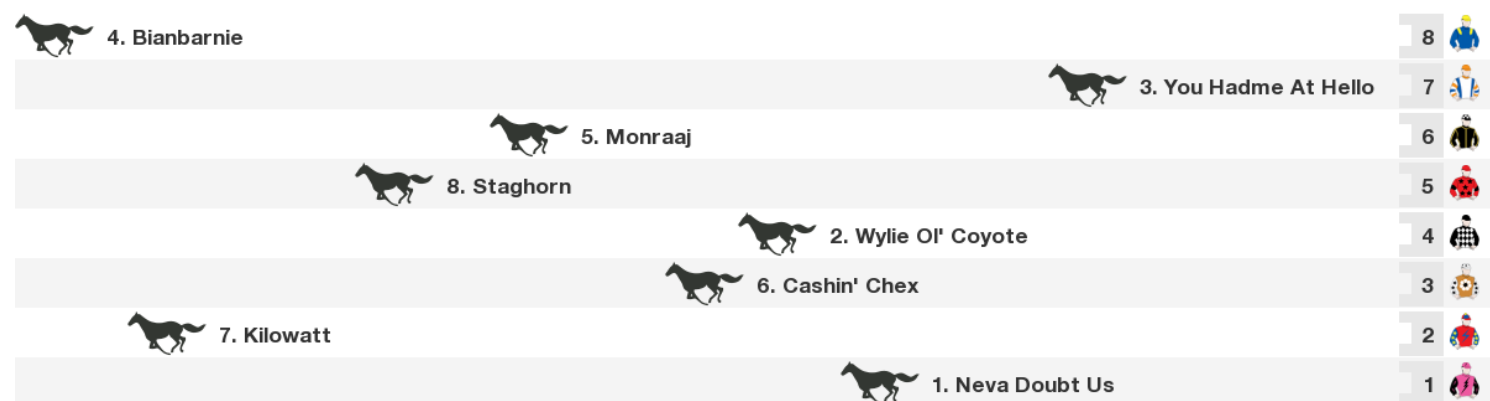 4. Bianbarnie 8
3. You Hadme At Hello 7
5. Monraaj 6
8. Staghorn 5
2. Wylie Ol' Coyote 4
6. Cashin' Chex 3
7. Kilowatt 2
1. Neva Doubt Us 1